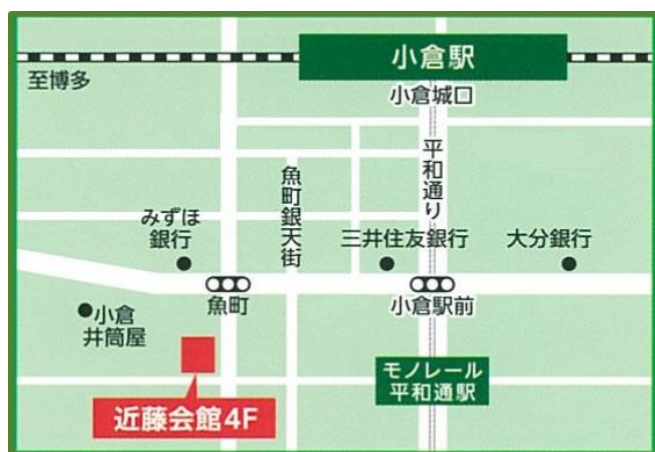 小倉駅
至博多
小倉城口
平和通り
魚町銀天街
みずほ
銀行
三井住友銀行
大分銀行
魚町
小倉駅前
小倉
井筒屋
モノレール
平和通駅
近藤会館4F